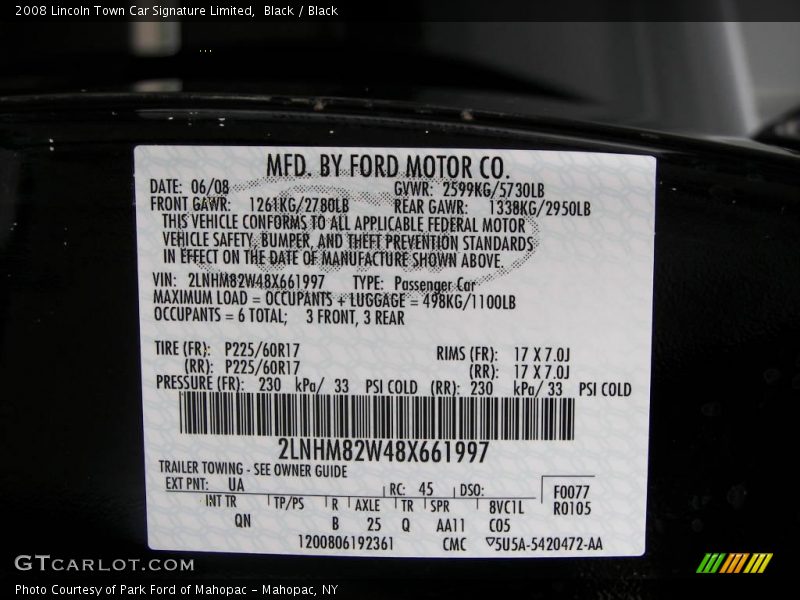 2008 Lincoln Town Car Signature Limited,  Black / Black
MFD. BY FORD MOTOR CO.
DATE: 06/08 GVWR: 2599KG/5730LB
FRONT GAWR: 1261KG/2780LB REAR GAWR: 1338KG/2950LB
THIS VEHICLE CONFORMS TO ALL APPLICABLE FEDERAL MOTOR
VEHICLE SAFETY, BUMPER, AND THEFT PREVENTION STANDARDS
IN EFFECT ON THE DATE OF MANUFACTURE SHOWN ABOVE.
VIN: 2LNHM82W48X661997 TYPE: Passenger Car
MAXIMUM LOAD = OCCUPANTS + LUGGAGE = 498KG/1100LB
OCCUPANTS = 6 TOTAL; 3 FRONT, 3 REAR
TIRE (FR): P225/60R17 RIMS (FR): 17 X 7.0J
(RR): P225/60R17 (RR): 17 X 7.0J
PRESSURE (FR): 230 kPa/ 33 PSI COLD (RR): 230 kPa/ 33 PSI COLD
2LNHM82W48X661997
TRAILER TOWING - SEE OWNER GUIDE
EXT PNT: UA RC: 45 DSO: F0077
INT TR TP/PS R AXLE TR SPR 8VC1L R0105
QN B 25 Q AA11 C05
1200806192361 CMC ▽5U5A-5420472-AA
GTCARLOT.COM
Photo Courtesy of Park Ford of Mahopac - Mahopac, NY